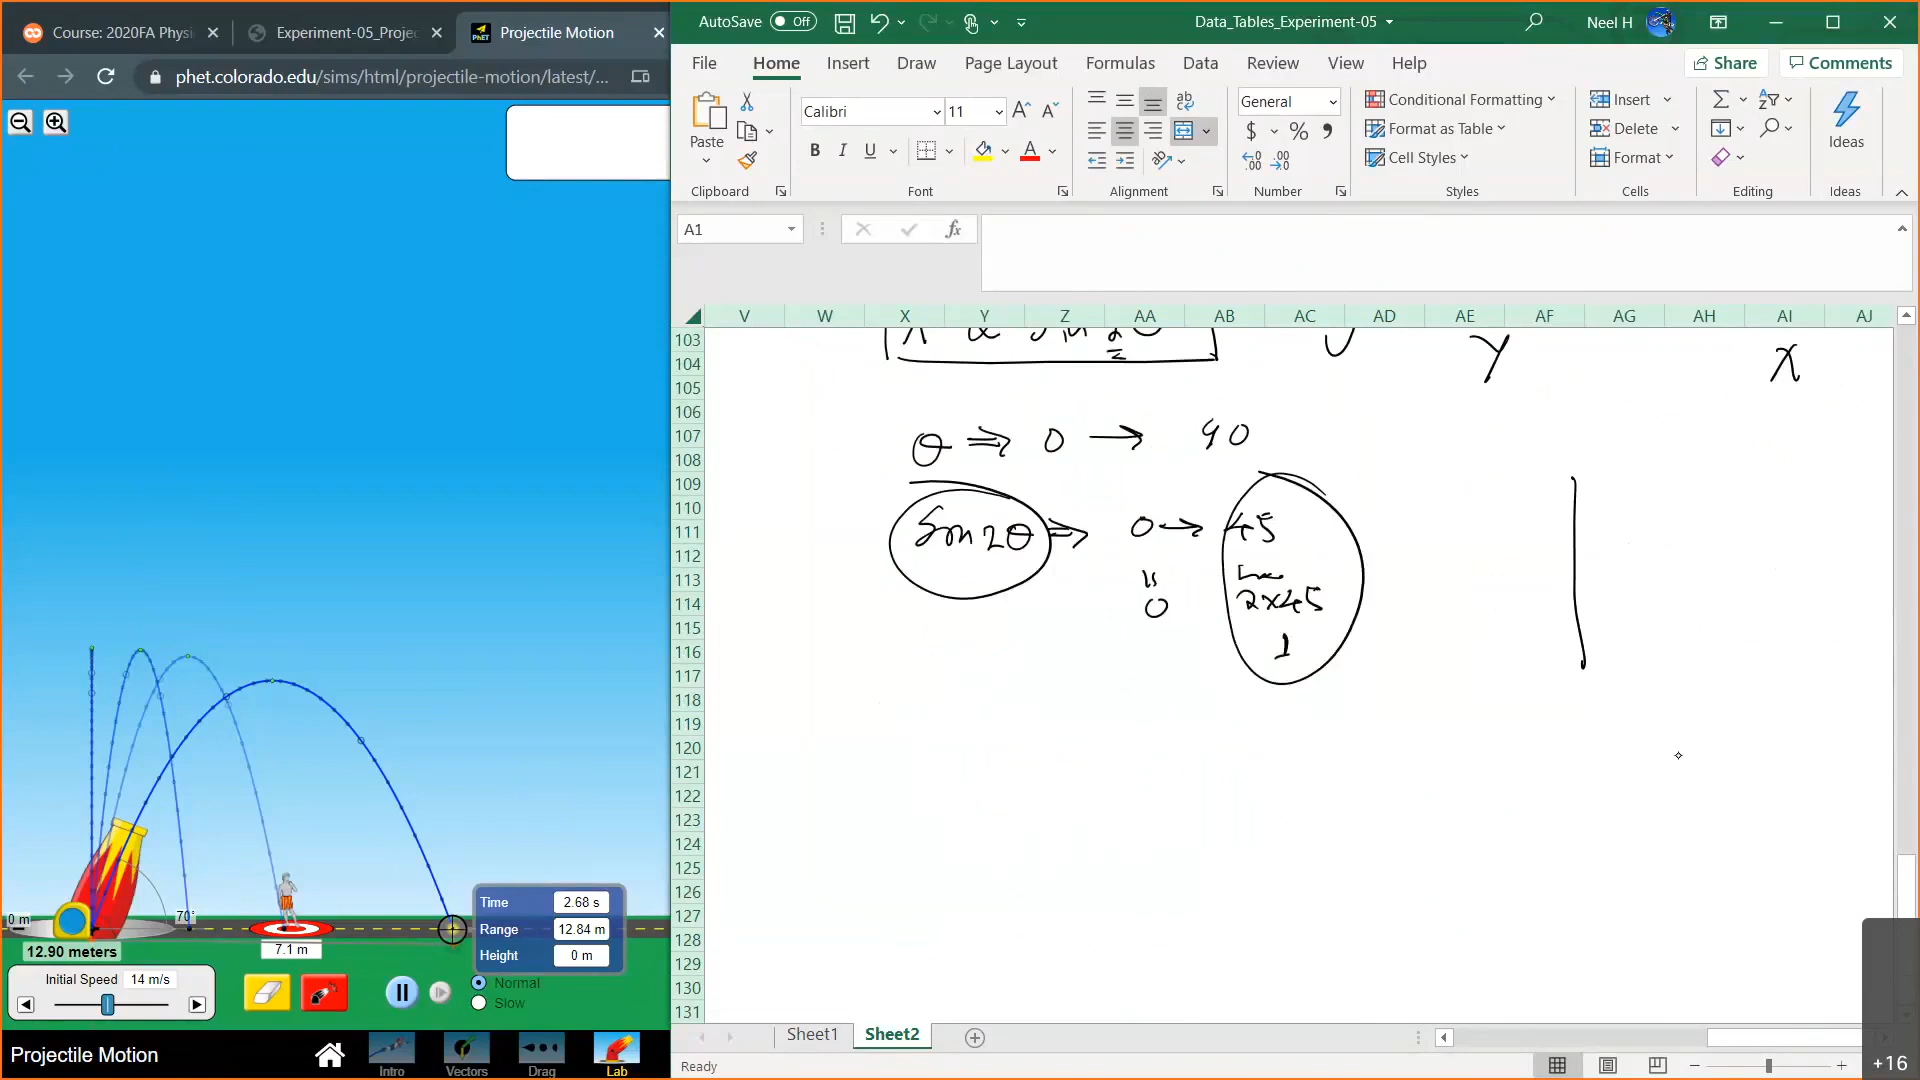 Course: 2020FA Physi
Experiment-05_Projec
Projectile Motion
phet.colorado.edu/sims/html/projectile-motion/latest/...
0 m
70°
12.90 meters
7.1 m
Time 2.68 s
Range 12.84 m
Height 0 m
Initial Speed 14 m/s
Normal
Slow
Projectile Motion
Intro Vectors Drag Lab
AutoSave Off
Data_Tables_Experiment-05
Neel H
File Home Insert Draw Page Layout Formulas Data Review View Help
Share Comments
Paste
Calibri 11
General
Conditional Formatting
Format as Table
Cell Styles
Insert
Delete
Format
Ideas
Clipboard Font Alignment Number Styles Cells Editing Ideas
A1
fx
V W X Y Z AA AB AC AD AE AF AG AH AI AJ
103
104
105
106
107
108
109
110
111
112
113
114
115
116
117
118
119
120
121
122
123
124
125
126
127
128
129
130
131
y x
θ ⇒ 0 → 90
Sin 2θ ⇒ 0 → 45
0 2×45
1
Sheet1 Sheet2
Ready
+16